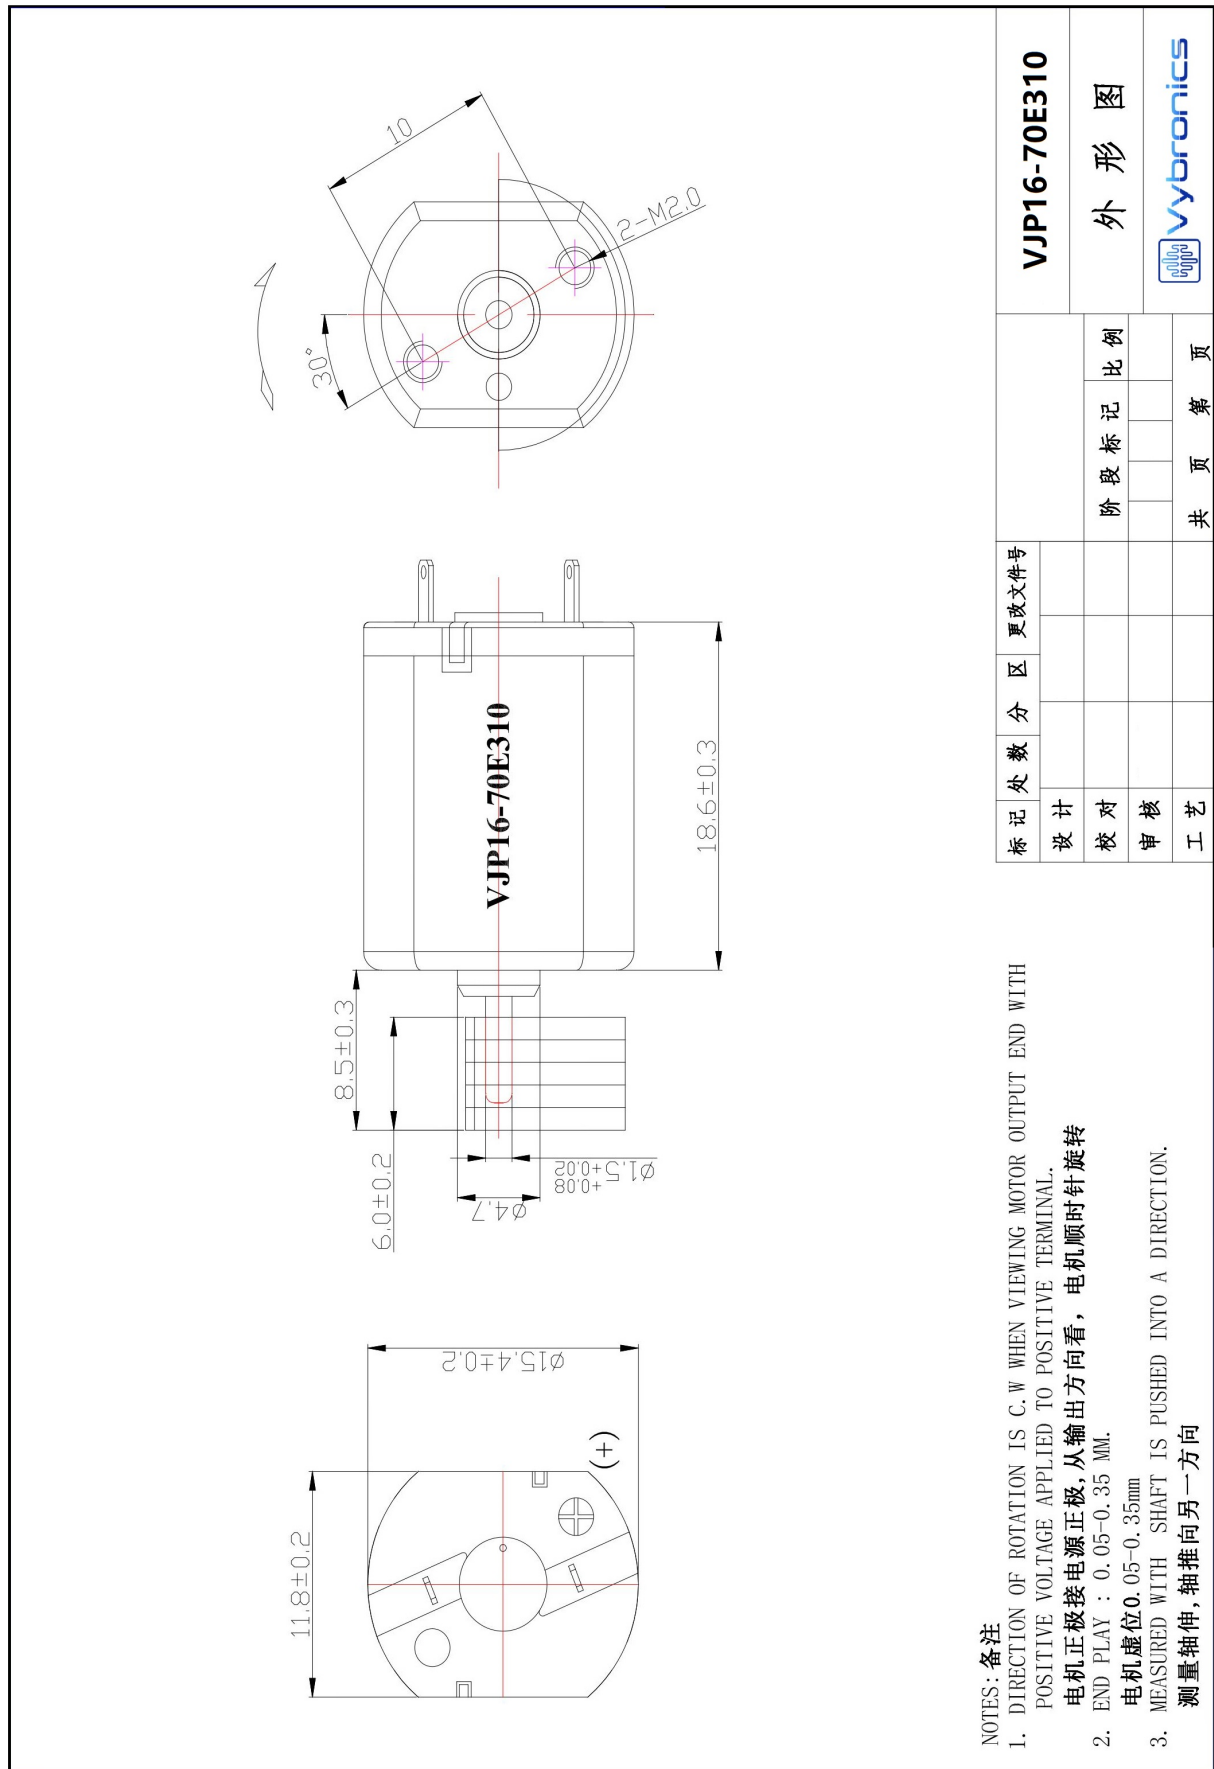 11.8±0.2
(+)
Ø15.4±0.2
6.0±0.2
8.5±0.3
Ø4.7
Ø1.5 +0.08
+0.02
VJP16-70E310
18.6±0.3
30°
10
2-M2.0
NOTES:备注
1. DIRECTION OF ROTATION IS C.W WHEN VIEWING MOTOR OUTPUT END WITH
POSITIVE VOLTAGE APPLIED TO POSITIVE TERMINAL.
电机正极接电源正极,从输出方向看，电机顺时针旋转
2. END PLAY : 0.05-0.35 MM.
电机虚位0.05-0.35mm
3. MEASURED WITH SHAFT IS PUSHED INTO A DIRECTION.
测量轴伸,轴推向另一方向
标记 处数 分 区 更改文件号
设计
校对
审核
工艺
阶段标记 比例
共 页 第 页
VJP16-70E310
外形图
Vybronics